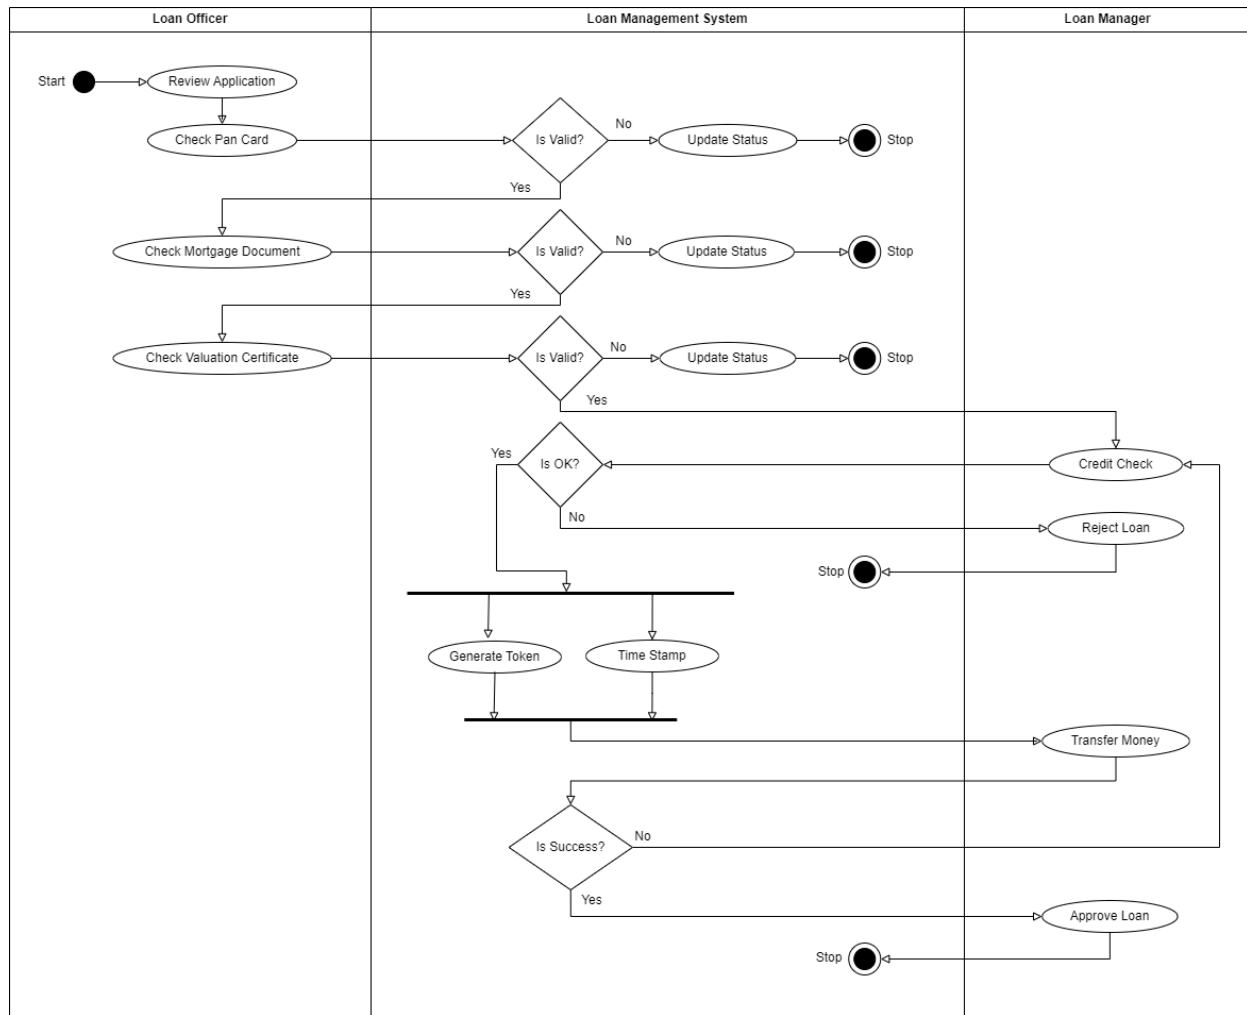 Loan Officer
Loan Management System
Loan Manager
Start
Review Application
Check Pan Card
Is Valid?
No
Update Status
Stop
Yes
Check Mortgage Document
Is Valid?
No
Update Status
Stop
Yes
Check Valuation Certificate
Is Valid?
No
Update Status
Stop
Yes
Yes
Is OK?
Credit Check
No
Reject Loan
Stop
Generate Token
Time Stamp
Transfer Money
Is Success?
No
Yes
Approve Loan
Stop